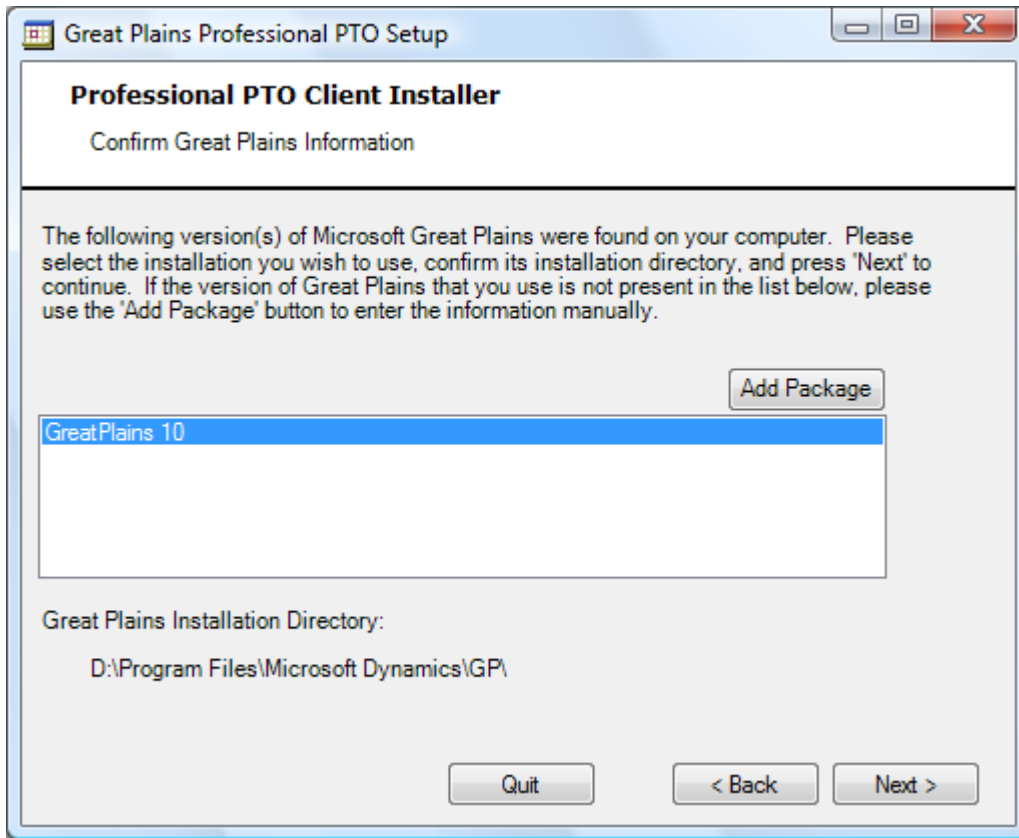 Great Plains Professional PTO Setup
Professional PTO Client Installer
Confirm Great Plains Information
The following version(s) of Microsoft Great Plains were found on your computer.  Please
select the installation you wish to use, confirm its installation directory, and press 'Next' to
continue.  If the version of Great Plains that you use is not present in the list below, please
use the 'Add Package' button to enter the information manually.
Add Package
GreatPlains 10
Great Plains Installation Directory:
D:\Program Files\Microsoft Dynamics\GP\
Quit
< Back
Next >